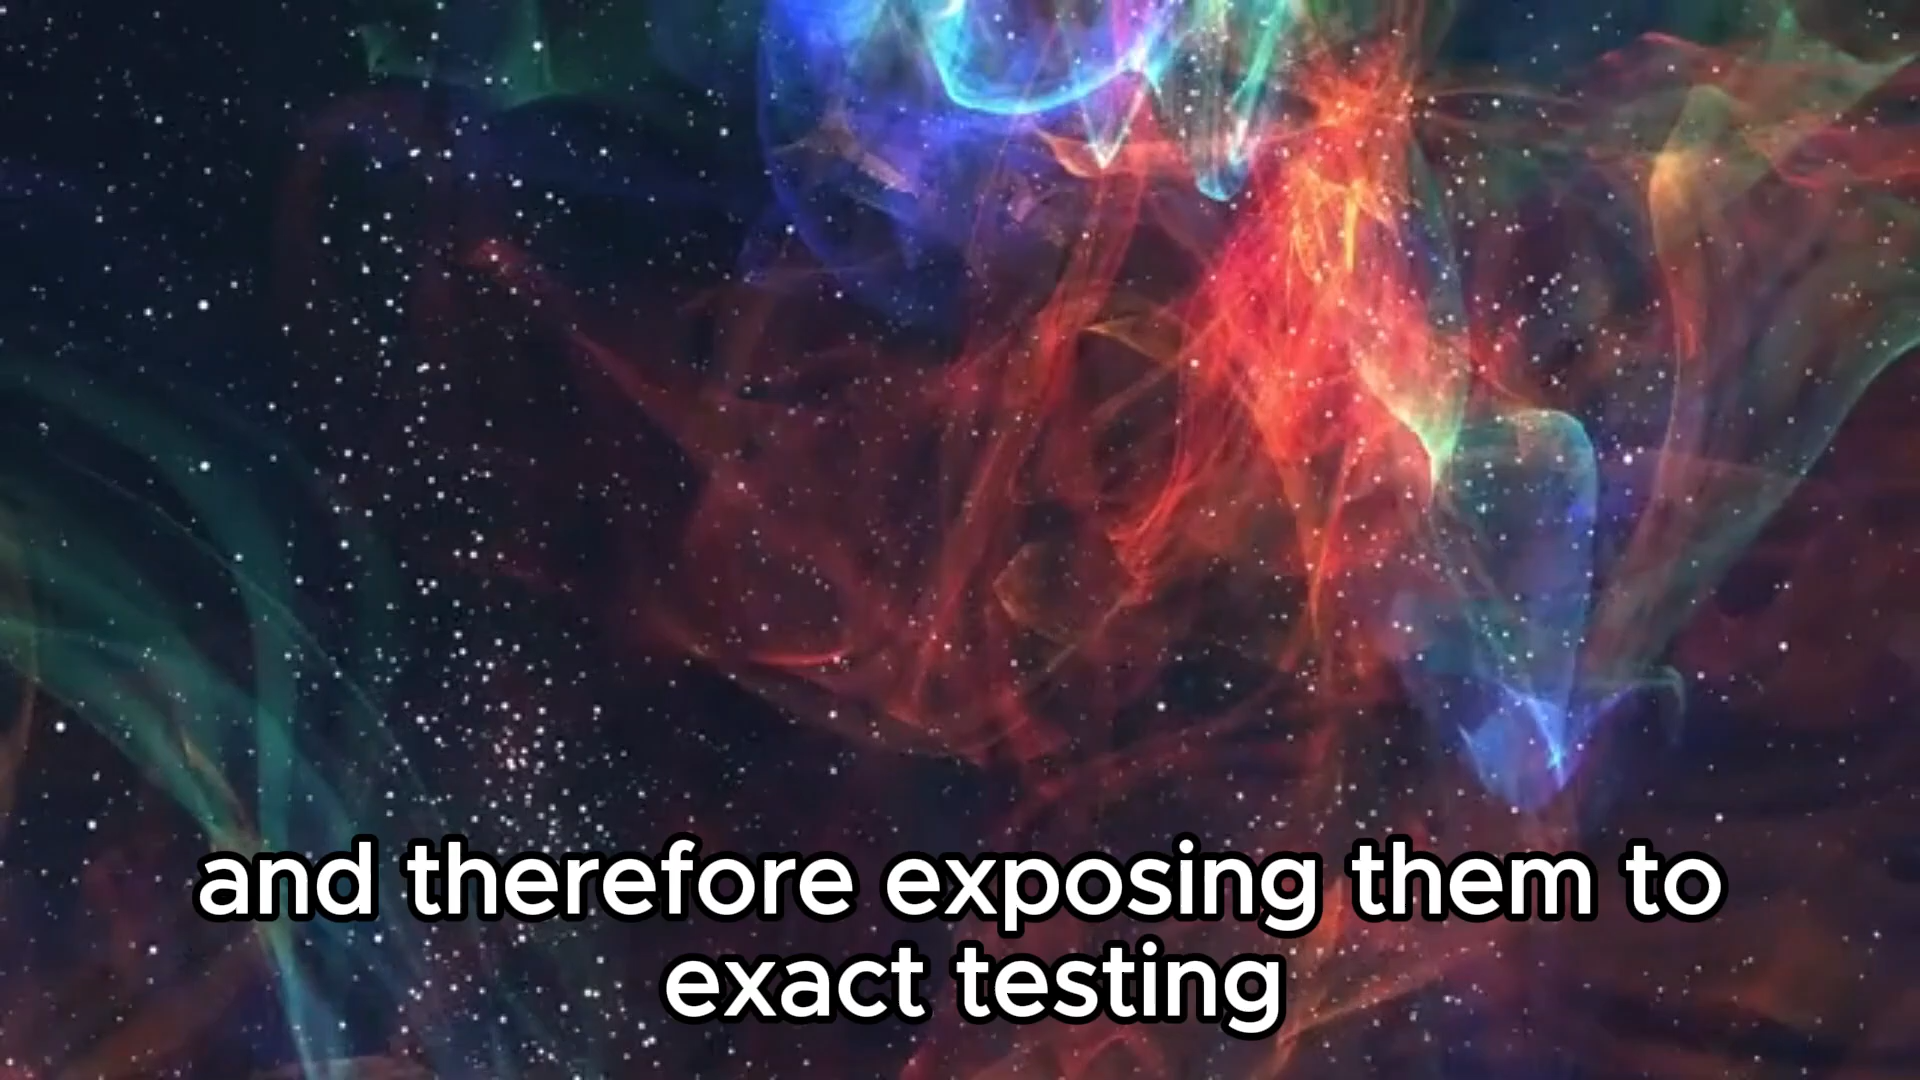 and therefore exposing them to
exact testing